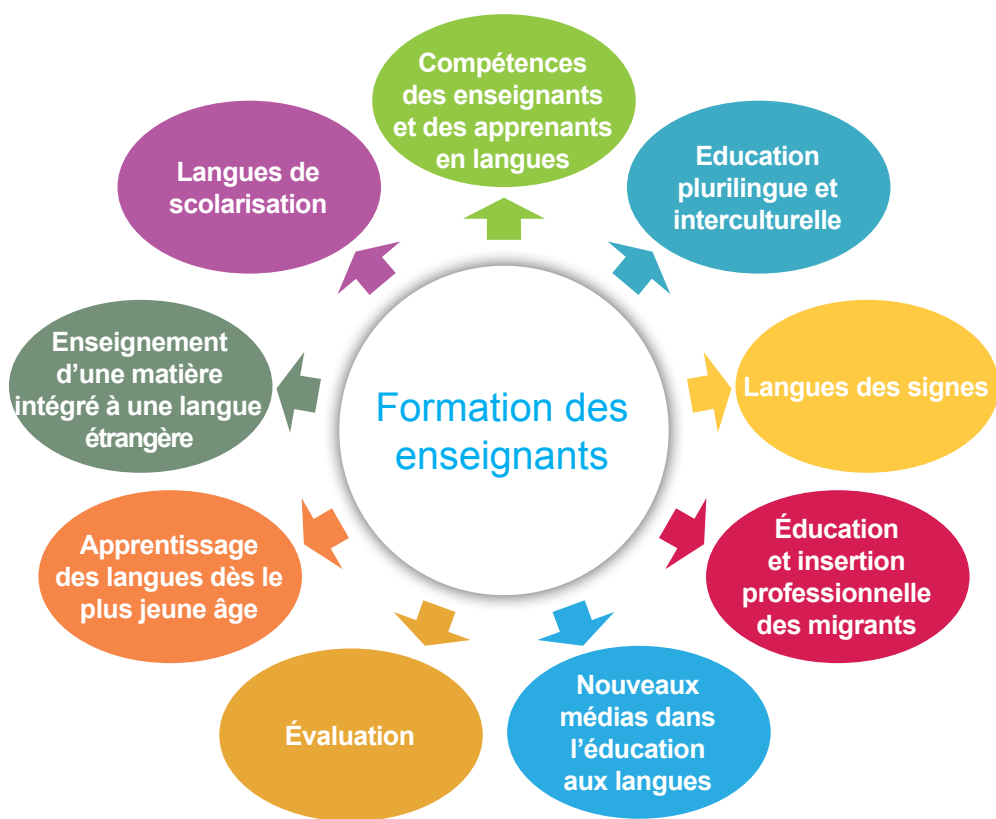 Compétences
des enseignants
et des apprenants
en langues
Education
plurilingue et
interculturelle
Langues des signes
Éducation
et insertion
professionnelle
des migrants
Nouveaux
médias dans
l’éducation
aux langues
Évaluation
Apprentissage
des langues dès le
plus jeune âge
Enseignement
d’une matière
intégré à une langue
étrangère
Langues de
scolarisation
Formation des
enseignants